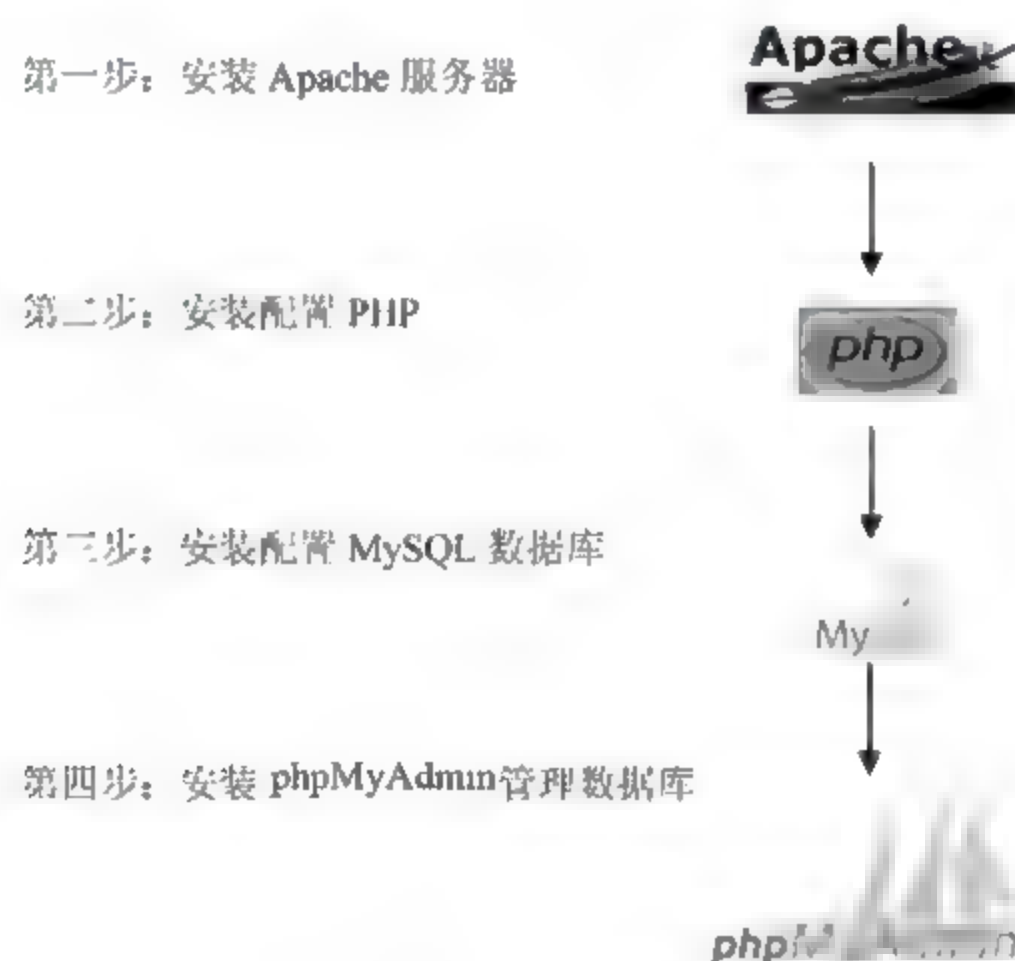 第一步：安装 Apache 服务器
Apache
第二步：安装配置 PHP
php
第三步：安装配置 MySQL 数据库
My
第四步：安装 phpMyAdmin管理数据库
phpMyAdmin